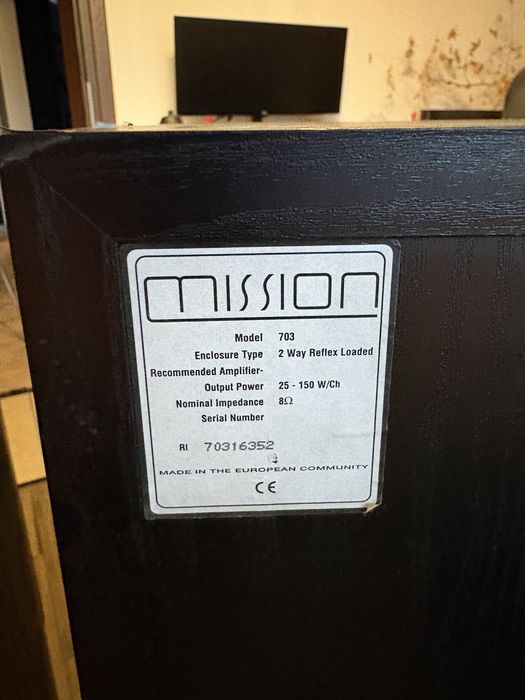 mission
Model 703
Enclosure Type 2 Way Reflex Loaded
Recommended Amplifier-
Output Power 25 - 150 W/Ch
Nominal Impedance 8Ω
Serial Number
RI 70316352
MADE IN THE EUROPEAN COMMUNITY
CE